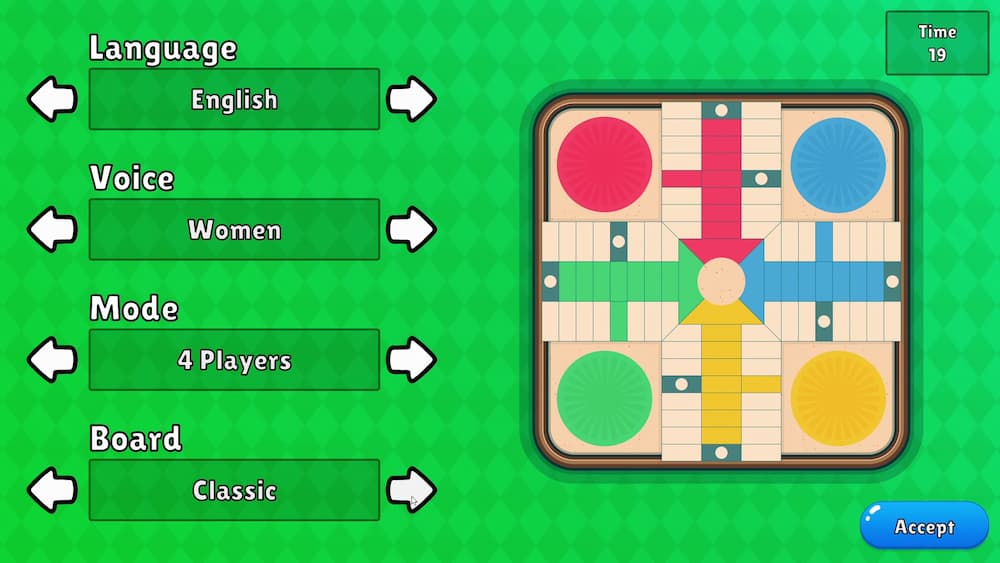 Language
English
Voice
Women
Mode
4 Players
Board
Classic
Time
19
Accept